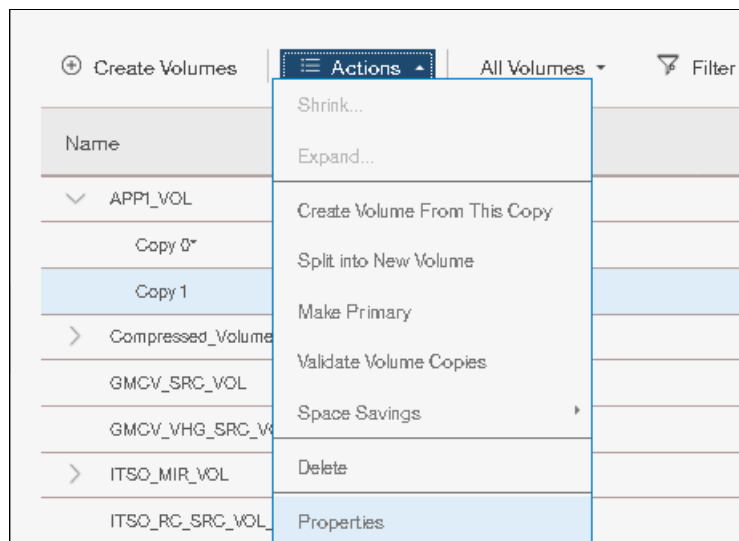 Create Volumes Actions All Volumes Filter
Shrink...
Name
Expand...
APP1_VOL
Create Volume From This Copy
Copy 0*
Split into New Volume
Copy 1
Make Primary
Compressed_Volume
Validate Volume Copies
GMCV_SRC_VOL
Space Savings
GMCV_VHG_SRC_VO
ITSO_MIR_VOL
Delete
ITSO_RC_SRC_VOL_
Properties